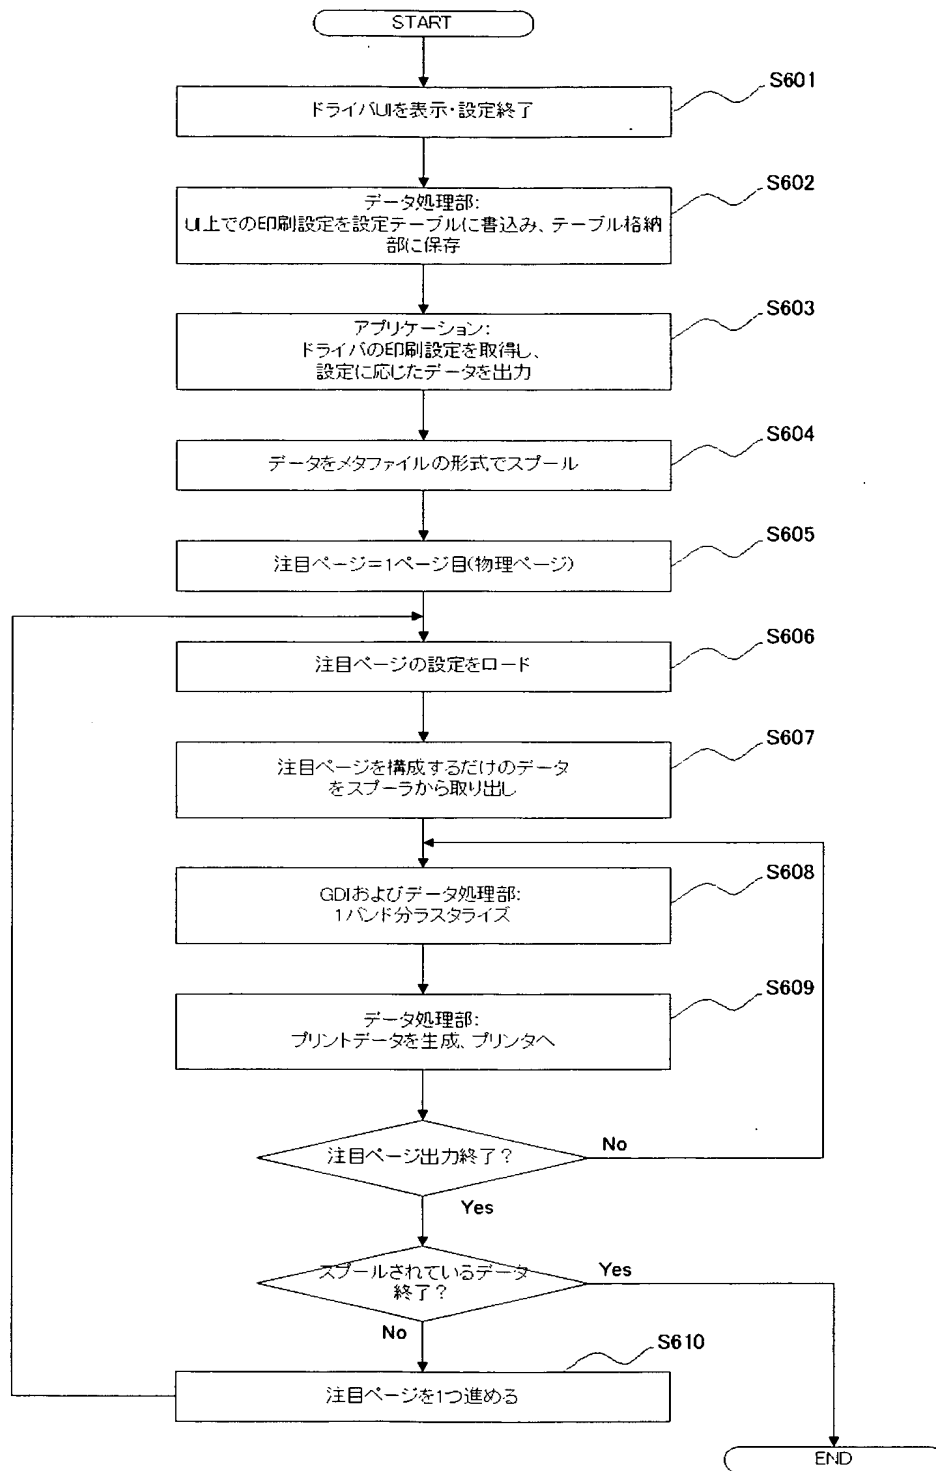 START
S601
ドライバUIを表示・設定終了
S602
データ処理部:
UI上での印刷設定を設定テーブルに書込み、テーブル格納
部に保存
S603
アプリケーション:
ドライバの印刷設定を取得し、
設定に応じたデータを出力
S604
データをメタファイルの形式でスプール
S605
注目ページ=1ページ目(物理ページ)
S606
注目ページの設定をロード
S607
注目ページを構成するだけのデータ
をスプーラから取り出し
S608
GDIおよびデータ処理部:
1バンド分ラスタライズ
S609
データ処理部:
プリントデータを生成、プリンタへ
注目ページ出力終了?
No
Yes
スプールされているデータ
終了?
Yes
No
S610
注目ページを1つ進める
END